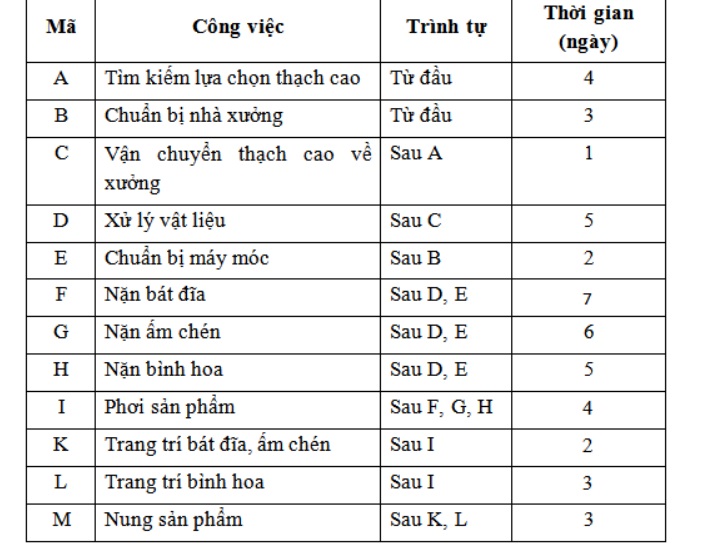 Mã Công việc Trình tự Thời gian (ngày)
A Tìm kiếm lựa chọn thạch cao Từ đầu 4
B Chuẩn bị nhà xưởng Từ đầu 3
C Vận chuyển thạch cao về xưởng Sau A 1
D Xử lý vật liệu Sau C 5
E Chuẩn bị máy móc Sau B 2
F Nặn bát đĩa Sau D, E 7
G Nặn ấm chén Sau D, E 6
H Nặn bình hoa Sau D, E 5
I Phơi sản phẩm Sau F, G, H 4
K Trang trí bát đĩa, ấm chén Sau I 2
L Trang trí bình hoa Sau I 3
M Nung sản phẩm Sau K, L 3